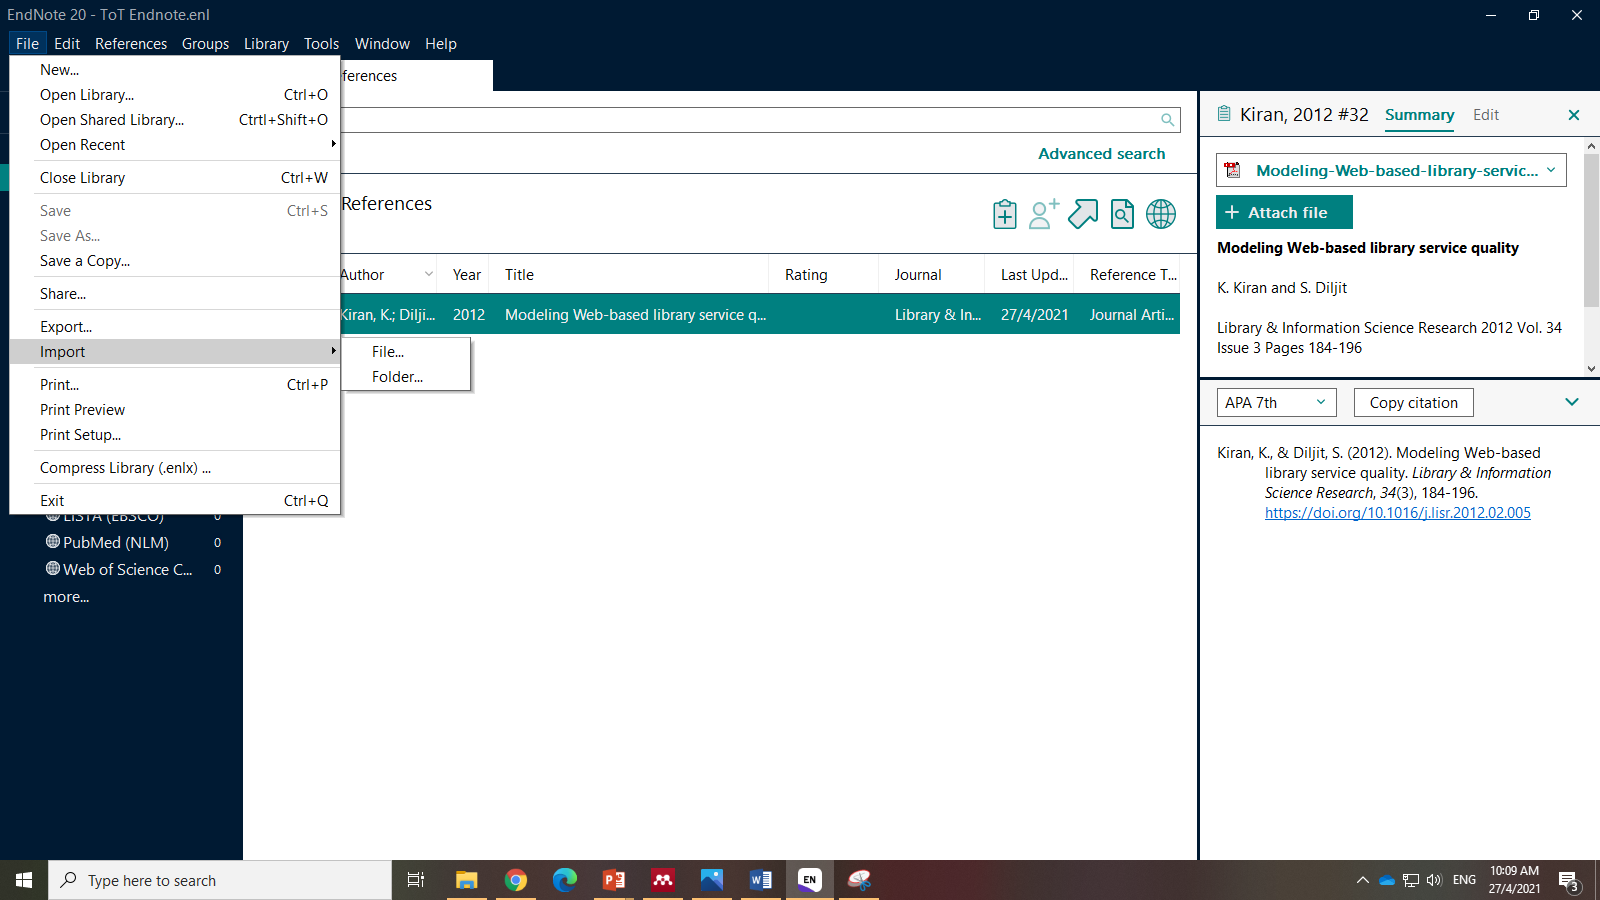 EndNote 20 - ToT Endnote.enl
File Edit References Groups Library Tools Window Help
New...
Open Library... Ctrl+O
Open Shared Library... Ctrtl+Shift+O
Open Recent
Close Library Ctrl+W
Save Ctrl+S
Save As...
Save a Copy...
Share...
Export...
Import
Print... Ctrl+P
Print Preview
Print Setup...
Compress Library (.enlx) ...
Exit Ctrl+Q
File...
Folder...
LISTA (EBSCO) 0
PubMed (NLM) 0
Web of Science C... 0
more...
ferences
Advanced search
References
Author Year Title Rating Journal Last Upd... Reference T...
Kiran, K.; Dilji... 2012 Modeling Web-based library service q... Library & In... 27/4/2021 Journal Arti...
Kiran, 2012 #32 Summary Edit
Modeling-Web-based-library-servic...
+ Attach file
Modeling Web-based library service quality
K. Kiran and S. Diljit
Library & Information Science Research 2012 Vol. 34
Issue 3 Pages 184-196
APA 7th Copy citation
Kiran, K., & Diljit, S. (2012). Modeling Web-based
library service quality. Library & Information
Science Research, 34(3), 184-196.
https://doi.org/10.1016/j.lisr.2012.02.005
Type here to search
EN
ENG
10:09 AM
27/4/2021
3